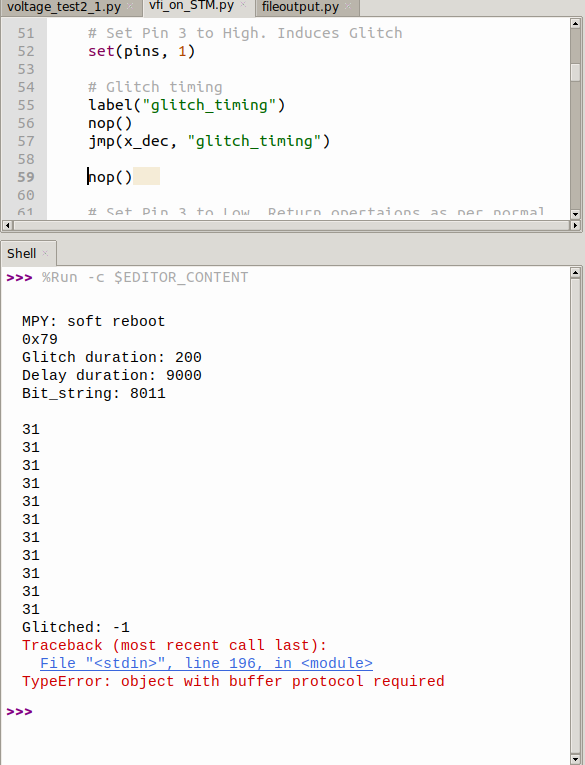 voltage_test2_1.py × vfi_on_STM.py × fileoutput.py ×
51 # Set Pin 3 to High. Induces Glitch
52 set(pins, 1)
53
54 # Glitch timing
55 label("glitch_timing")
56 nop()
57 jmp(x_dec, "glitch_timing")
58
59 nop()
60
61 # Set Pin 3 to Low. Return opertaions as per normal
Shell ×
>>> %Run -c $EDITOR_CONTENT
MPY: soft reboot
0x79
Glitch duration: 200
Delay duration: 9000
Bit_string: 8011
31
31
31
31
31
31
31
31
31
31
31
Glitched: -1
Traceback (most recent call last):
File "<stdin>", line 196, in <module>
TypeError: object with buffer protocol required
>>>